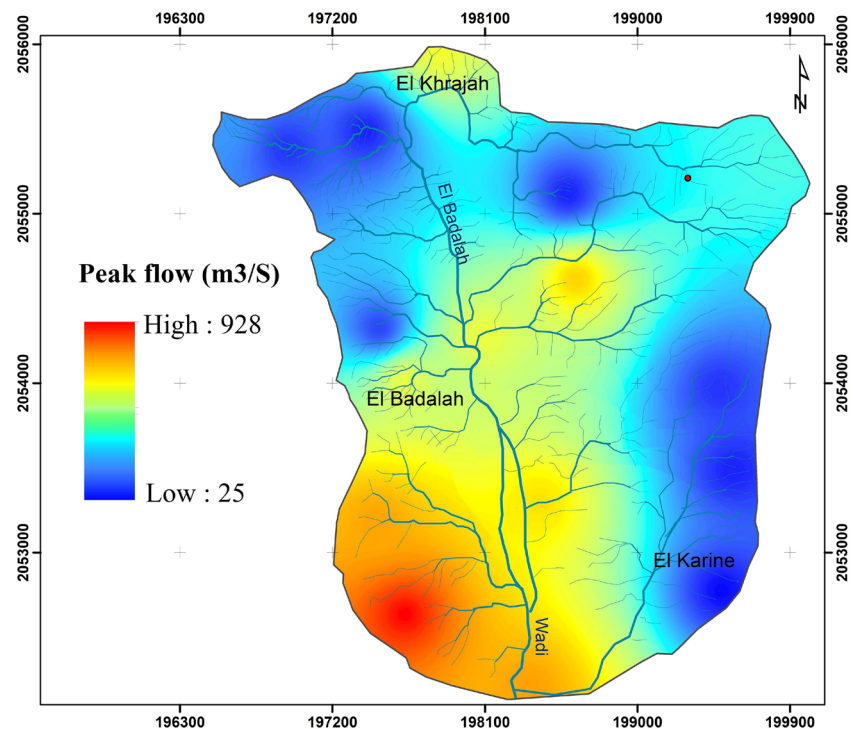 196300 197200 198100 199000 199900
2056000 2056000
N
El Khrajah
2055000 2055000
El Badalah
Peak flow (m3/S)
High : 928
Low : 25
2054000 2054000
El Badalah
2053000 2053000
El Karine
Wadi
196300 197200 198100 199000 199900